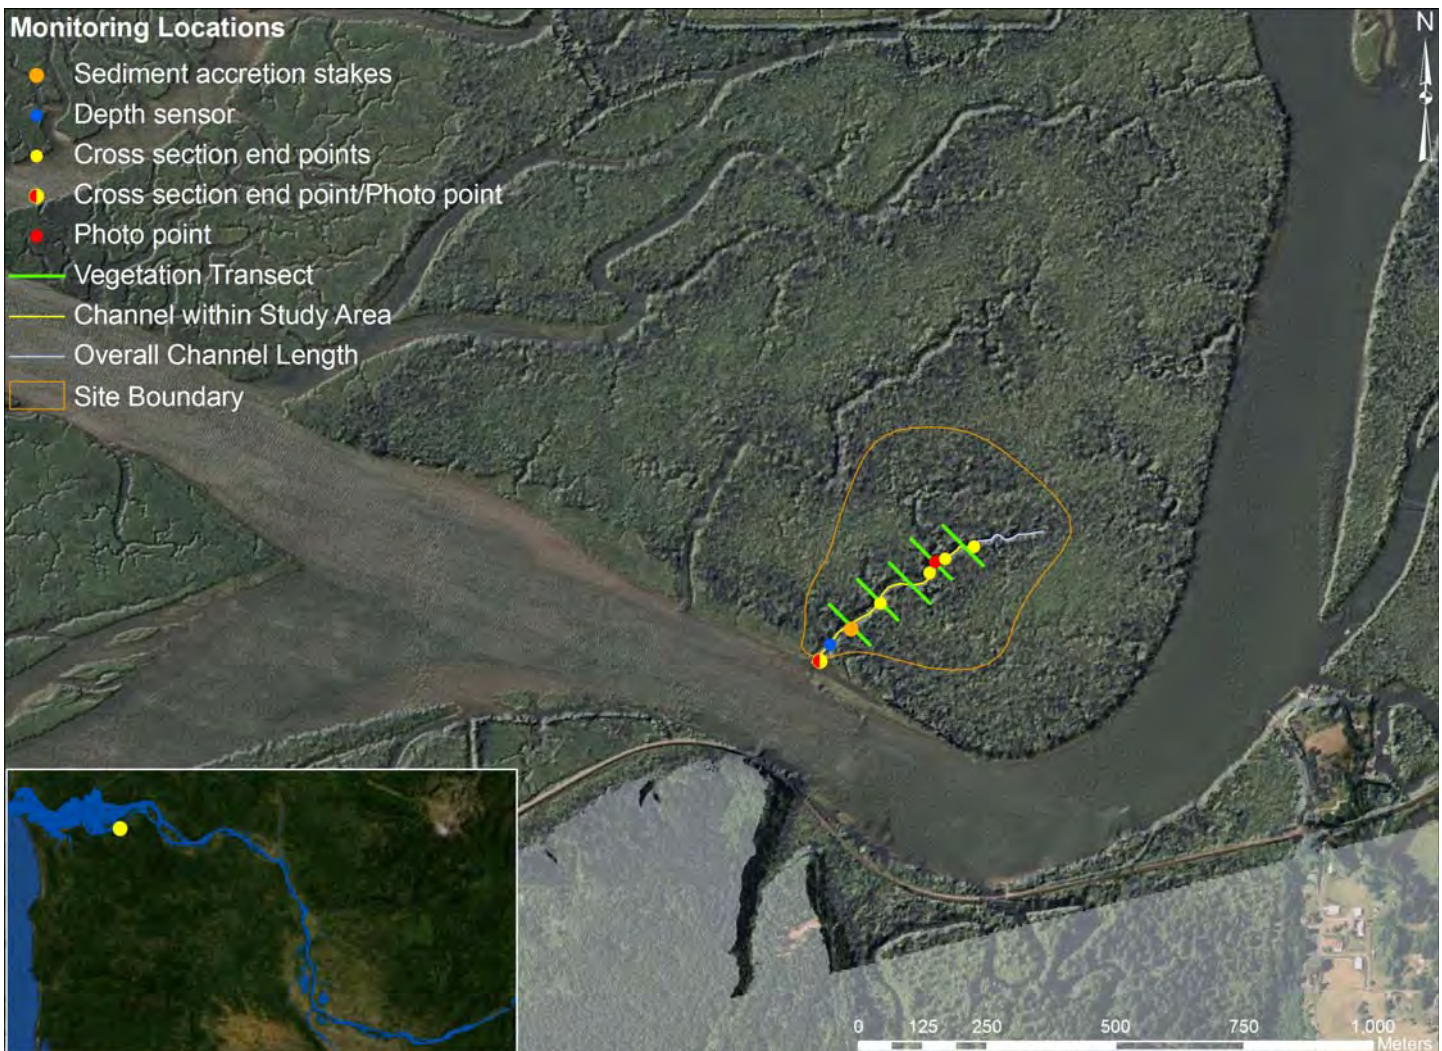 Monitoring Locations
Sediment accretion stakes
Depth sensor
Cross section end points
Cross section end point/Photo point
Photo point
Vegetation Transect
Channel within Study Area
Overall Channel Length
Site Boundary
N
0 125 250 500 750 1,000
Meters